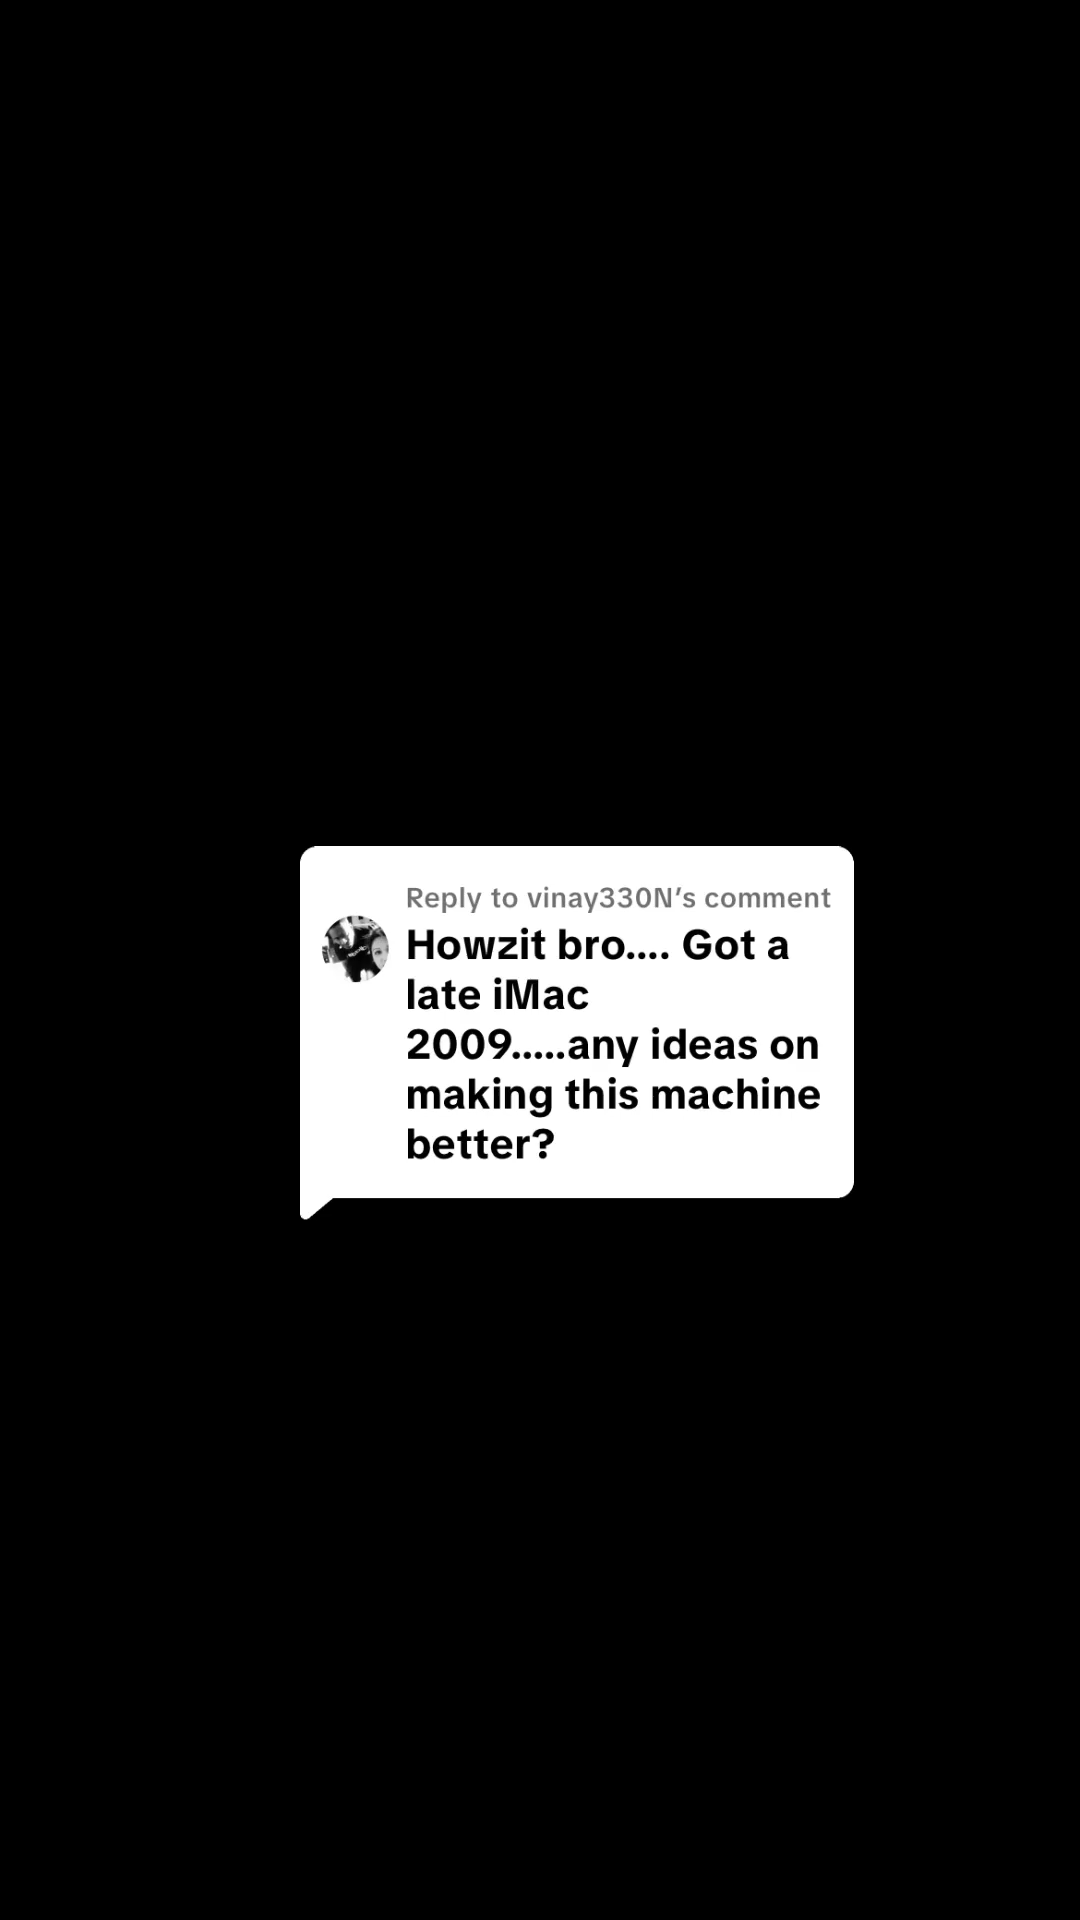 Reply to vinay330N’s comment
Howzit bro.... Got a
late iMac
2009.....any ideas on
making this machine
better?